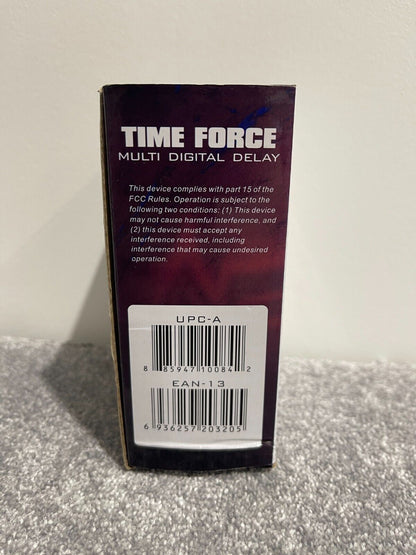 TIME FORCE
MULTI DIGITAL DELAY
This device complies with part 15 of the
FCC Rules. Operation is subject to the
following two conditions: (1) This device
may not cause harmful interference, and
(2) this device must accept any
interference received, including
interference that may cause undesired
operation.
UPC-A
8 85947 10084 2
EAN-13
6 936257 203205